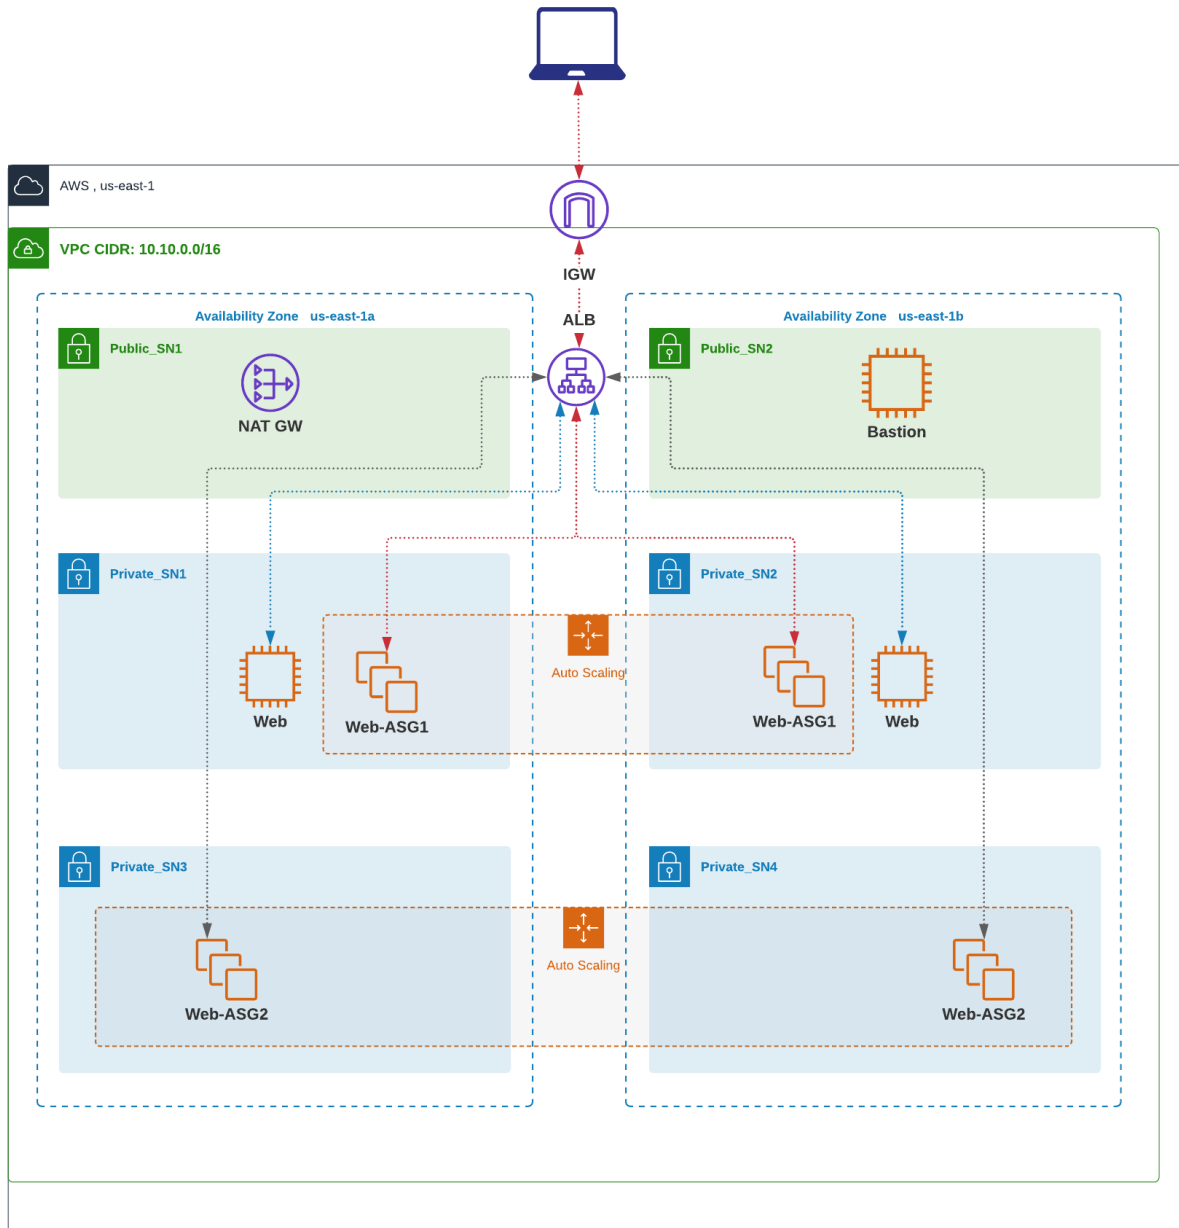 AWS , us-east-1
VPC CIDR: 10.10.0.0/16
IGW
ALB
Availability Zone us-east-1a
Availability Zone us-east-1b
Public_SN1
Public_SN2
NAT GW
Bastion
Private_SN1
Private_SN2
Auto Scaling
Web
Web-ASG1
Web-ASG1
Web
Private_SN3
Private_SN4
Auto Scaling
Web-ASG2
Web-ASG2